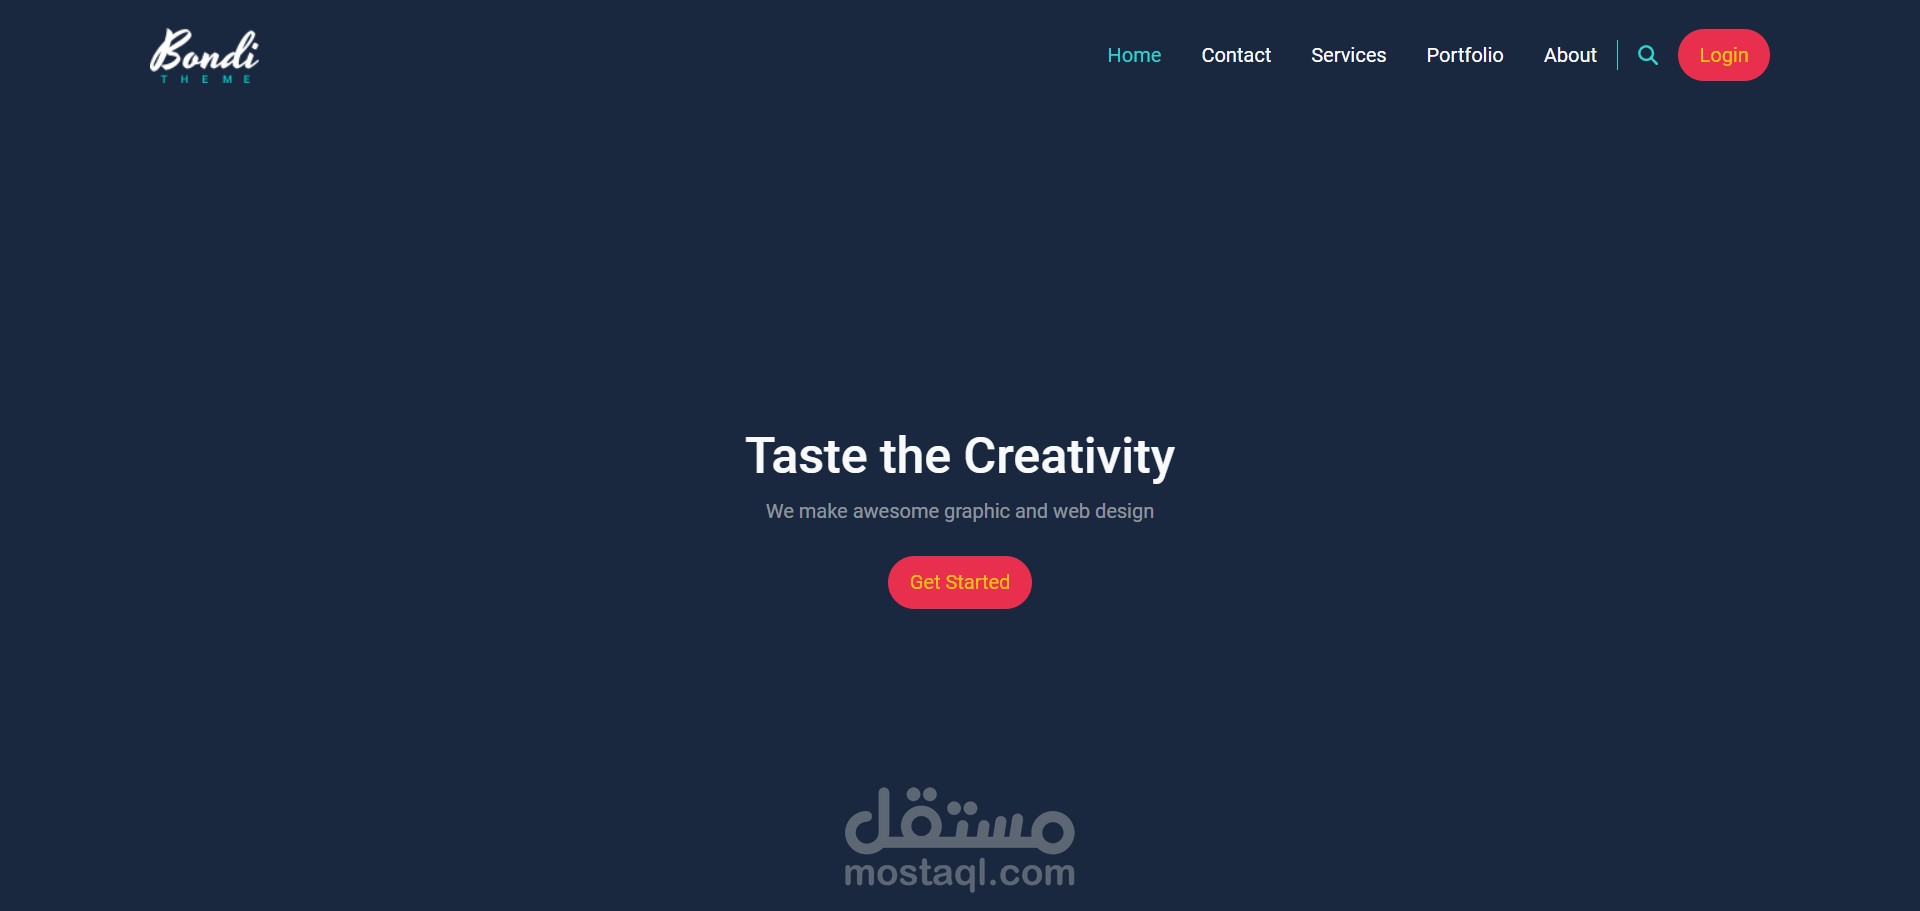 Bondi
THEME
Home Contact Services Portfolio About Login
Taste the Creativity
We make awesome graphic and web design
Get Started
مستقل
mostaql.com